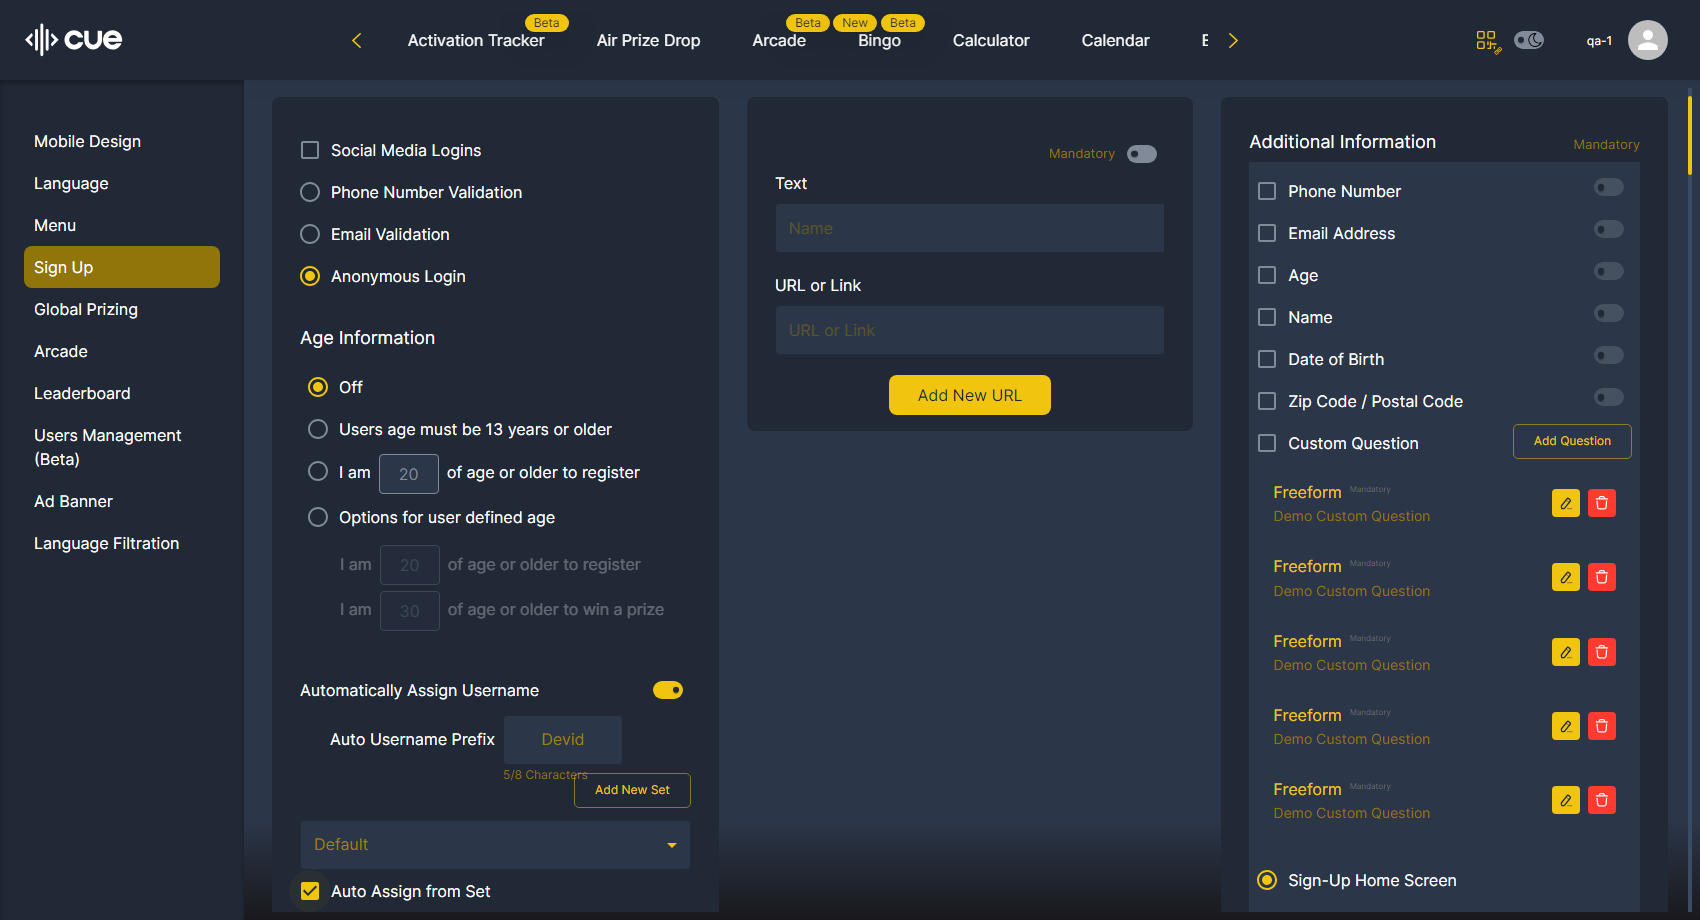 cue
Activation Tracker
Beta
Air Prize Drop
Arcade
Beta
New
Bingo
Beta
Calculator
Calendar
qa-1
Mobile Design
Language
Menu
Sign Up
Global Prizing
Arcade
Leaderboard
Users Management
(Beta)
Ad Banner
Language Filtration
Social Media Logins
Phone Number Validation
Email Validation
Anonymous Login
Age Information
Off
Users age must be 13 years or older
I am 20 of age or older to register
Options for user defined age
I am 20 of age or older to register
I am 30 of age or older to win a prize
Automatically Assign Username
Auto Username Prefix Devid
5/8 Characters
Add New Set
Default
Auto Assign from Set
Mandatory
Text
Name
URL or Link
URL or Link
Add New URL
Additional Information Mandatory
Phone Number
Email Address
Age
Name
Date of Birth
Zip Code / Postal Code
Custom Question Add Question
Freeform Mandatory
Demo Custom Question
Freeform Mandatory
Demo Custom Question
Freeform Mandatory
Demo Custom Question
Freeform Mandatory
Demo Custom Question
Freeform Mandatory
Demo Custom Question
Sign-Up Home Screen